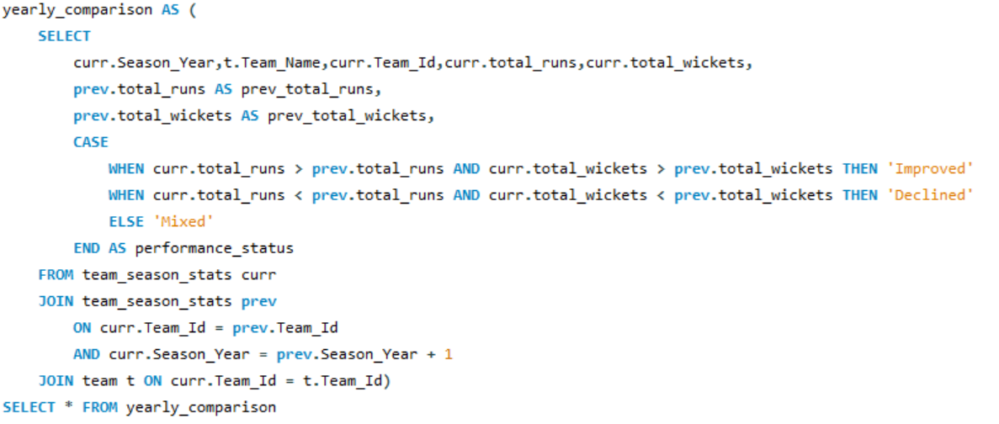 yearly_comparison AS (
    SELECT
        curr.Season_Year,t.Team_Name,curr.Team_Id,curr.total_runs,curr.total_wickets,
        prev.total_runs AS prev_total_runs,
        prev.total_wickets AS prev_total_wickets,
        CASE
            WHEN curr.total_runs > prev.total_runs AND curr.total_wickets > prev.total_wickets THEN 'Improved'
            WHEN curr.total_runs < prev.total_runs AND curr.total_wickets < prev.total_wickets THEN 'Declined'
            ELSE 'Mixed'
        END AS performance_status
    FROM team_season_stats curr
    JOIN team_season_stats prev
        ON curr.Team_Id = prev.Team_Id
        AND curr.Season_Year = prev.Season_Year + 1
    JOIN team t ON curr.Team_Id = t.Team_Id)
SELECT * FROM yearly_comparison